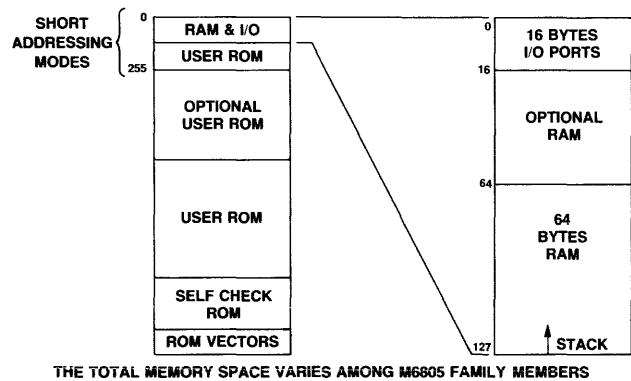 SHORT
ADDRESSING
MODES
0
255
RAM & I/O
USER ROM
OPTIONAL
USER ROM
USER ROM
SELF CHECK
ROM
ROM VECTORS
0
16
64
127
16 BYTES
I/O PORTS
OPTIONAL
RAM
64
BYTES
RAM
STACK
THE TOTAL MEMORY SPACE VARIES AMONG M6805 FAMILY MEMBERS